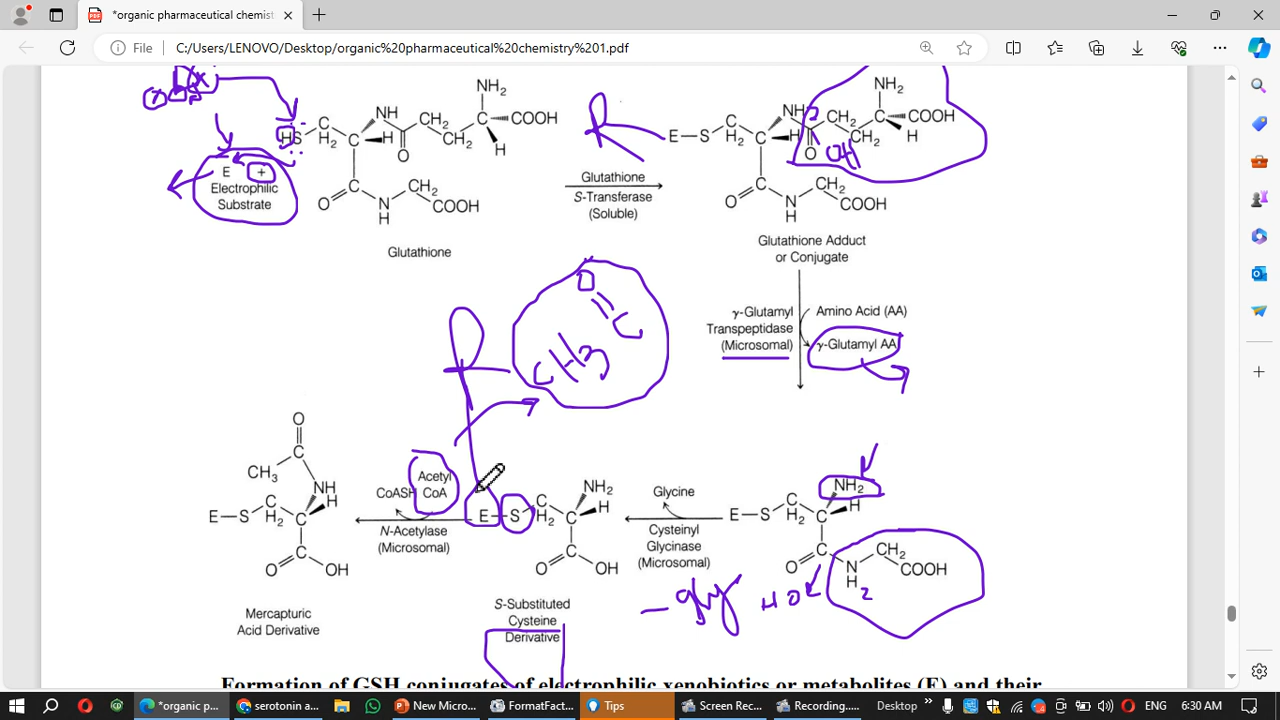 *organic pharmaceutical chemist
File C:/Users/LENOVO/Desktop/organic%20pharmaceutical%20chemistry%201.pdf
NH2
HS C H2 NH H O CH2 CH2 COOH H
E +
Electrophilic
Substrate
O N H CH2 COOH
Glutathione
Glutathione
S-Transferase
(Soluble)
NH2
E—S C H2 NH H O CH2 CH2 COOH H
OH
O N H CH2 COOH
Glutathione Adduct
or Conjugate
γ-Glutamyl
Transpeptidase
(Microsomal)
Amino Acid (AA)
γ-Glutamyl AA
O
C
CH3
NH2
E—S C H2 C H
O C N H CH2 COOH
2
HO
Glycine
Cysteinyl
Glycinase
(Microsomal)
- gly
NH2
E—S C H2 C H
O C OH
S-Substituted
Cysteine
Derivative
Acetyl
CoASH CoA
N-Acetylase
(Microsomal)
O
CH3 C
NH
E—S C H2 C H
O C OH
Mercapturic
Acid Derivative
Formation of GSH conjugates of electrophilic xenobiotics or metabolites (E) and their
*organic p...
serotonin a...
New Micro...
FormatFact...
Tips
Screen Rec...
Recording....
Desktop
ENG
6:30 AM